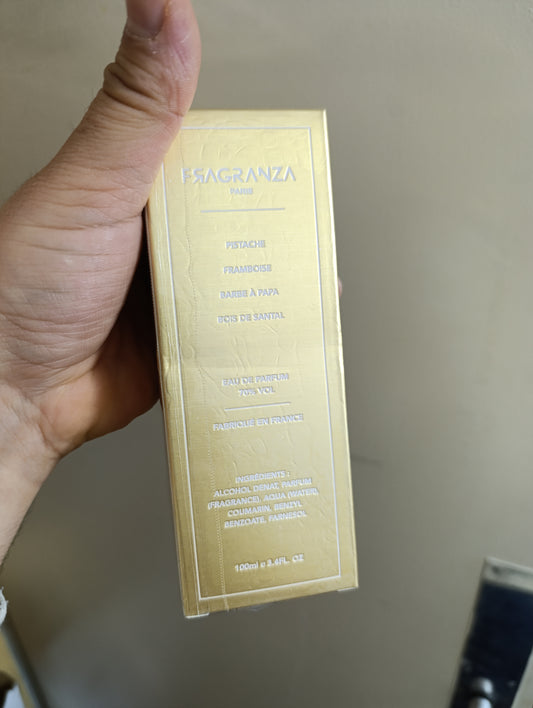 FRAGRANZA
PARIS
PISTACHE
FRAMBOISE
BARBE À PAPA
BOIS DE SANTAL
EAU DE PARFUM
70% VOL
FABRIQUÉ EN FRANCE
INGRÉDIENTS :
ALCOHOL DENAT, PARFUM
(FRAGRANCE), AQUA (WATER),
COUMARIN, BENZYL
BENZOATE, FARNESOL
100ml e 3.4FL. OZ